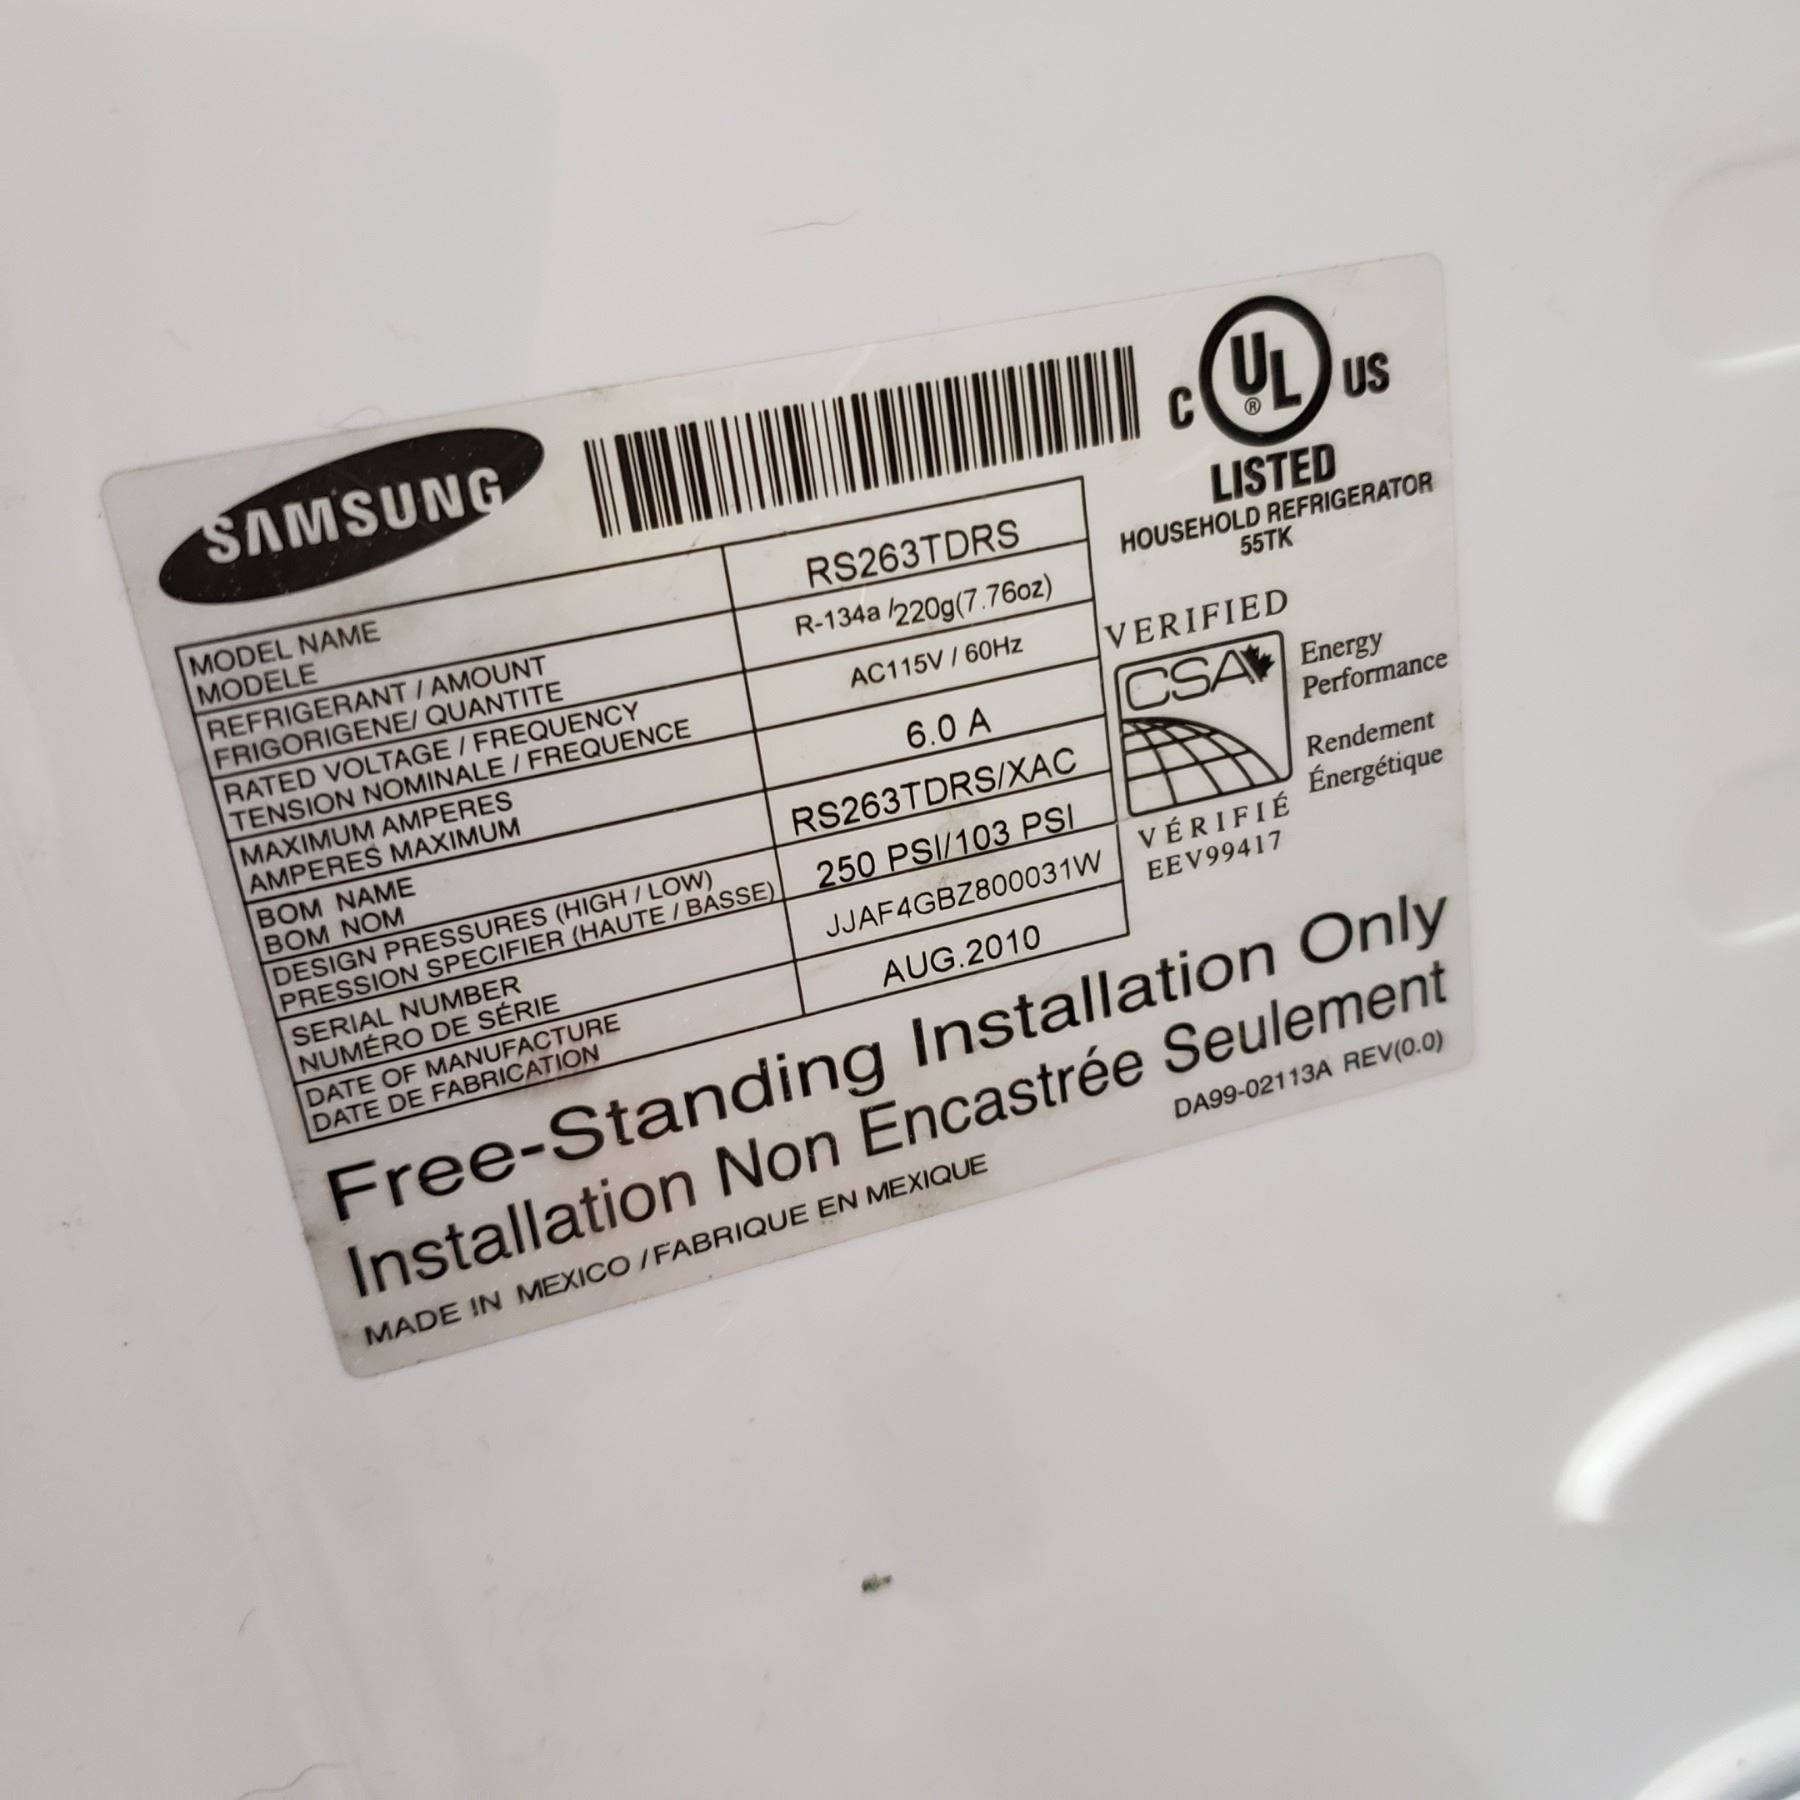 SAMSUNG
C UL ® US
LISTED
HOUSEHOLD REFRIGERATOR
55TK
MODEL NAME
MODELE
RS263TDRS
REFRIGERANT / AMOUNT
FRIGORIGENE/ QUANTITE
R-134a /220g(7.76oz)
RATED VOLTAGE / FREQUENCY
TENSION NOMINALE / FREQUENCE
AC115V / 60Hz
MAXIMUM AMPERES
AMPERES MAXIMUM
6.0 A
BOM NAME
BOM NOM
RS263TDRS/XAC
DESIGN PRESSURES (HIGH / LOW)
PRESSION SPECIFIER (HAUTE / BASSE)
250 PSI/103 PSI
SERIAL NUMBER
NUMÉRO DE SÉRIE
JJAF4GBZ800031W
DATE OF MANUFACTURE
DATE DE FABRICATION
AUG.2010
VERIFIED
CSA
Energy
Performance
Rendement
Énergétique
VÉRIFIÉ
EEV99417
Free-Standing Installation Only
Installation Non Encastrée Seulement
MADE IN MEXICO / FABRIQUE EN MEXIQUE
DA99-02113A REV(0.0)